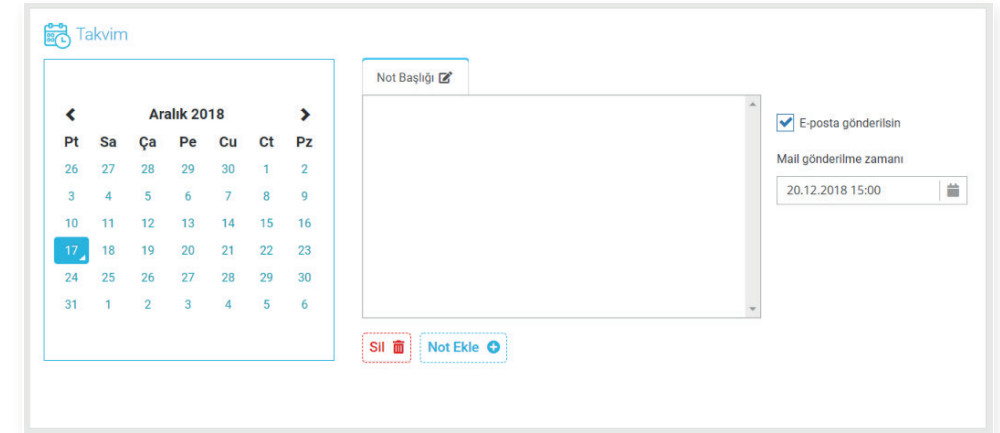 Takvim
Aralık 2018
Pt Sa Ça Pe Cu Ct Pz
26 27 28 29 30 1 2
3 4 5 6 7 8 9
10 11 12 13 14 15 16
17 18 19 20 21 22 23
24 25 26 27 28 29 30
31 1 2 3 4 5 6
Not Başlığı
Sil Not Ekle
E-posta gönderilsin
Mail gönderilme zamanı
20.12.2018 15:00